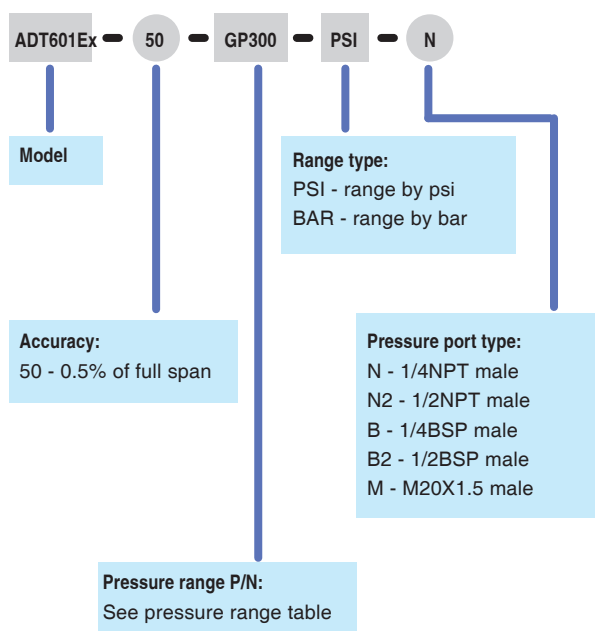 ADT601Ex 50 GP300 PSI N
Model
Range type:
PSI - range by psi
BAR - range by bar
Accuracy:
50 - 0.5% of full span
Pressure port type:
N - 1/4NPT male
N2 - 1/2NPT male
B - 1/4BSP male
B2 - 1/2BSP male
M - M20X1.5 male
Pressure range P/N:
See pressure range table